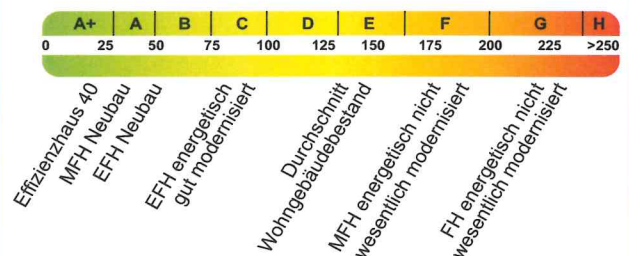 A+ A B C D E F G H
0 25 50 75 100 125 150 175 200 225 >250
Effizienzhaus 40
MFH Neubau
EFH Neubau
EFH energetisch
gut modernisiert
Durchschnitt
Wohngebäudebestand
MFH energetisch nicht
wesentlich modernisiert
FH energetisch nicht
wesentlich modernisiert